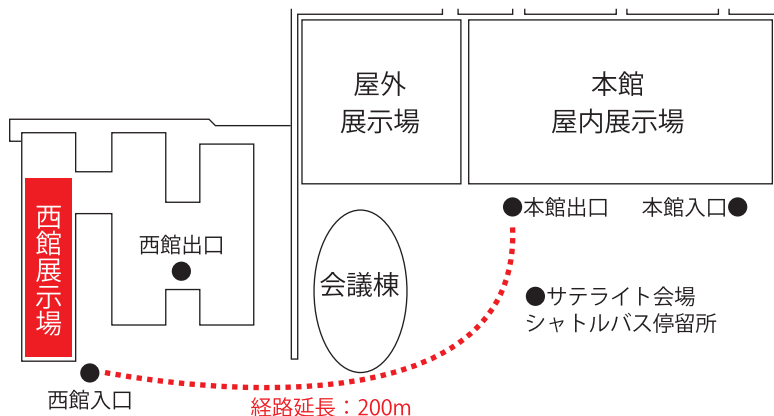 屋外
展示場
本館
屋内展示場
本館出口
本館入口
西館展示場
西館出口
会議棟
サテライト会場
シャトルバス停留所
西館入口
経路延長：200m